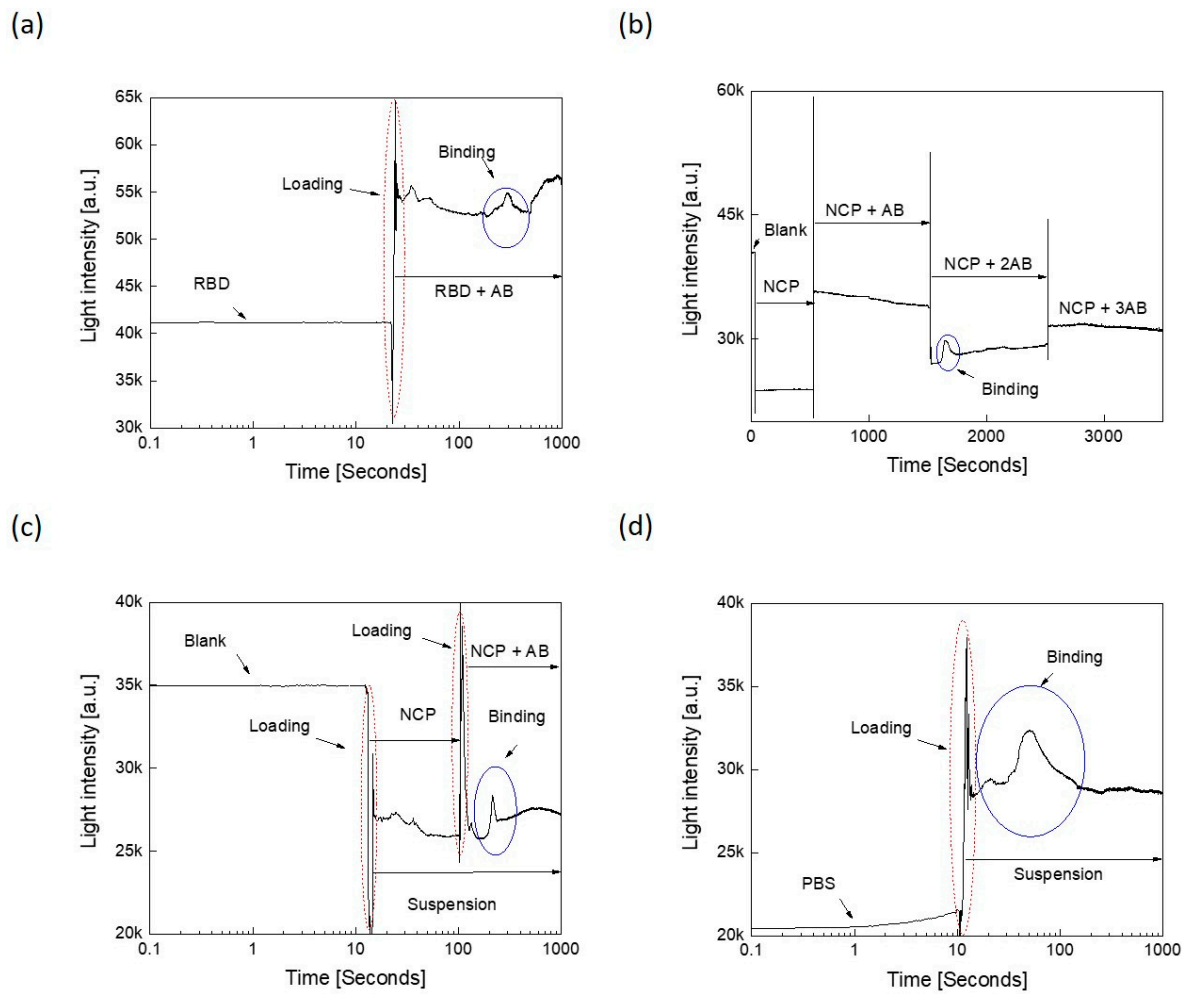 (a)
65k
60k
55k
50k
45k
40k
35k
30k
Light intensity [a.u.]
Loading
Binding
RBD
RBD + AB
0.1
1
10
100
1000
Time [Seconds]
(b)
60k
45k
30k
Light intensity [a.u.]
Blank
NCP
NCP + AB
NCP + 2AB
NCP + 3AB
Binding
0
1000
2000
3000
Time [Seconds]
(c)
40k
35k
30k
25k
20k
Light intensity [a.u.]
Blank
Loading
NCP
Loading
NCP + AB
Binding
Suspension
0.1
1
10
100
1000
Time [Seconds]
(d)
40k
35k
30k
25k
20k
Light intensity [a.u.]
Binding
Loading
PBS
Suspension
0.1
1
10
100
1000
Time [Seconds]